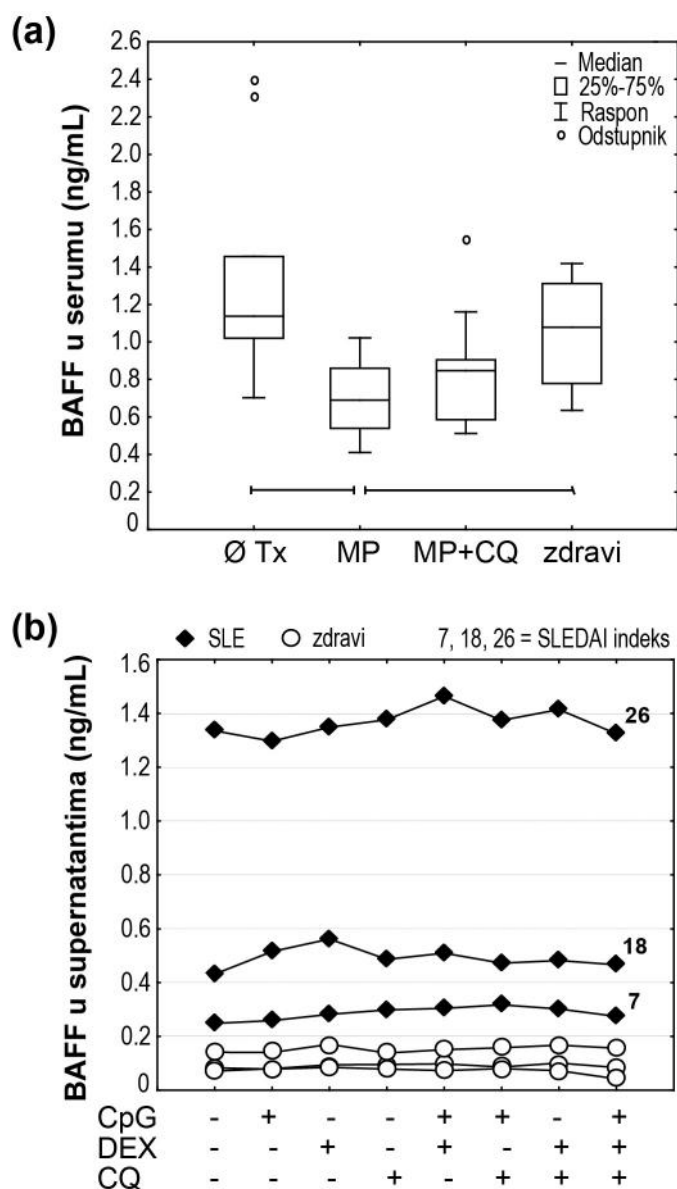 (a)
BAFF u serumu (ng/mL)
2.6
2.4
2.2
2.0
1.8
1.6
1.4
1.2
1.0
0.8
0.6
0.4
0.2
0
Median
25%-75%
Raspon
Odstupnik
Ø Tx MP MP+CQ zdravi
(b)
SLE zdravi 7, 18, 26 = SLEDAI indeks
BAFF u supernatantima (ng/mL)
1.6
1.4
1.2
1.0
0.8
0.6
0.4
0.2
0
26
18
7
CpG - + - - + + - +
DEX - - + - + - + +
CQ - - - + - + + +